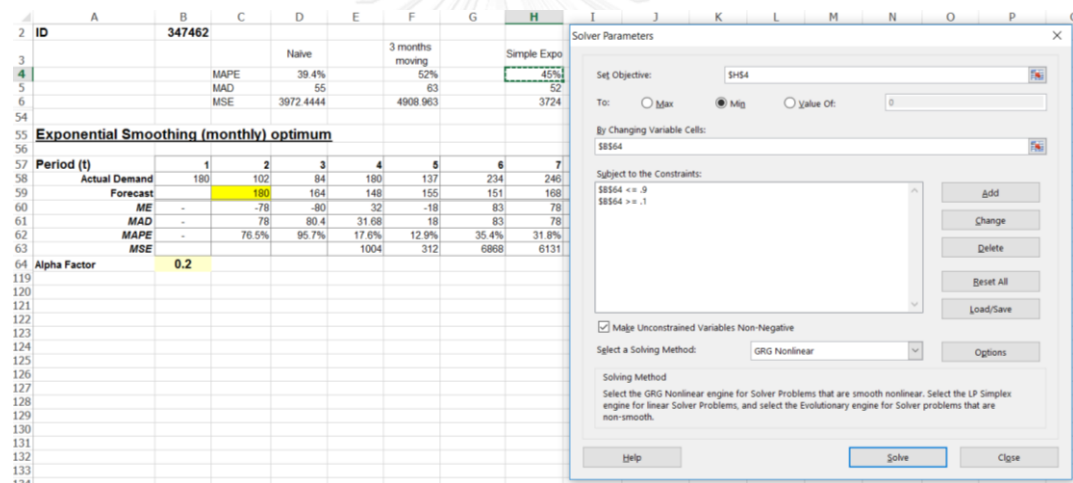 A B C D E F G H I J K L M N O P
2 ID 347462
3 Naive 3 months moving Simple Expo
4 MAPE 39.4% 52% 45%
5 MAD 55 63 52
6 MSE 3972.4444 4908.963 3724
54
55 Exponential Smoothing (monthly) optimum
56
57 Period (t) 1 2 3 4 5 6 7
58 Actual Demand 180 102 84 180 137 234 246
59 Forecast 180 164 148 155 151 168
60 ME - -78 -80 32 -18 83 78
61 MAD - 78 80.4 31.68 18 83 78
62 MAPE - 76.5% 95.7% 17.6% 12.9% 35.4% 31.8%
63 MSE 1004 312 6868 6131
64 Alpha Factor 0.2
119
120
121
122
123
124
125
126
127
128
129
130
131
132
133
Solver Parameters
Set Objective: $H$4
To: Max Min Value Of: 0
By Changing Variable Cells:
$B$64
Subject to the Constraints:
$B$64 <= .9
$B$64 >= .1
Add
Change
Delete
Reset All
Load/Save
Make Unconstrained Variables Non-Negative
Select a Solving Method: GRG Nonlinear Options
Solving Method
Select the GRG Nonlinear engine for Solver Problems that are smooth nonlinear. Select the LP Simplex
engine for linear Solver Problems, and select the Evolutionary engine for Solver problems that are
non-smooth.
Help Solve Close